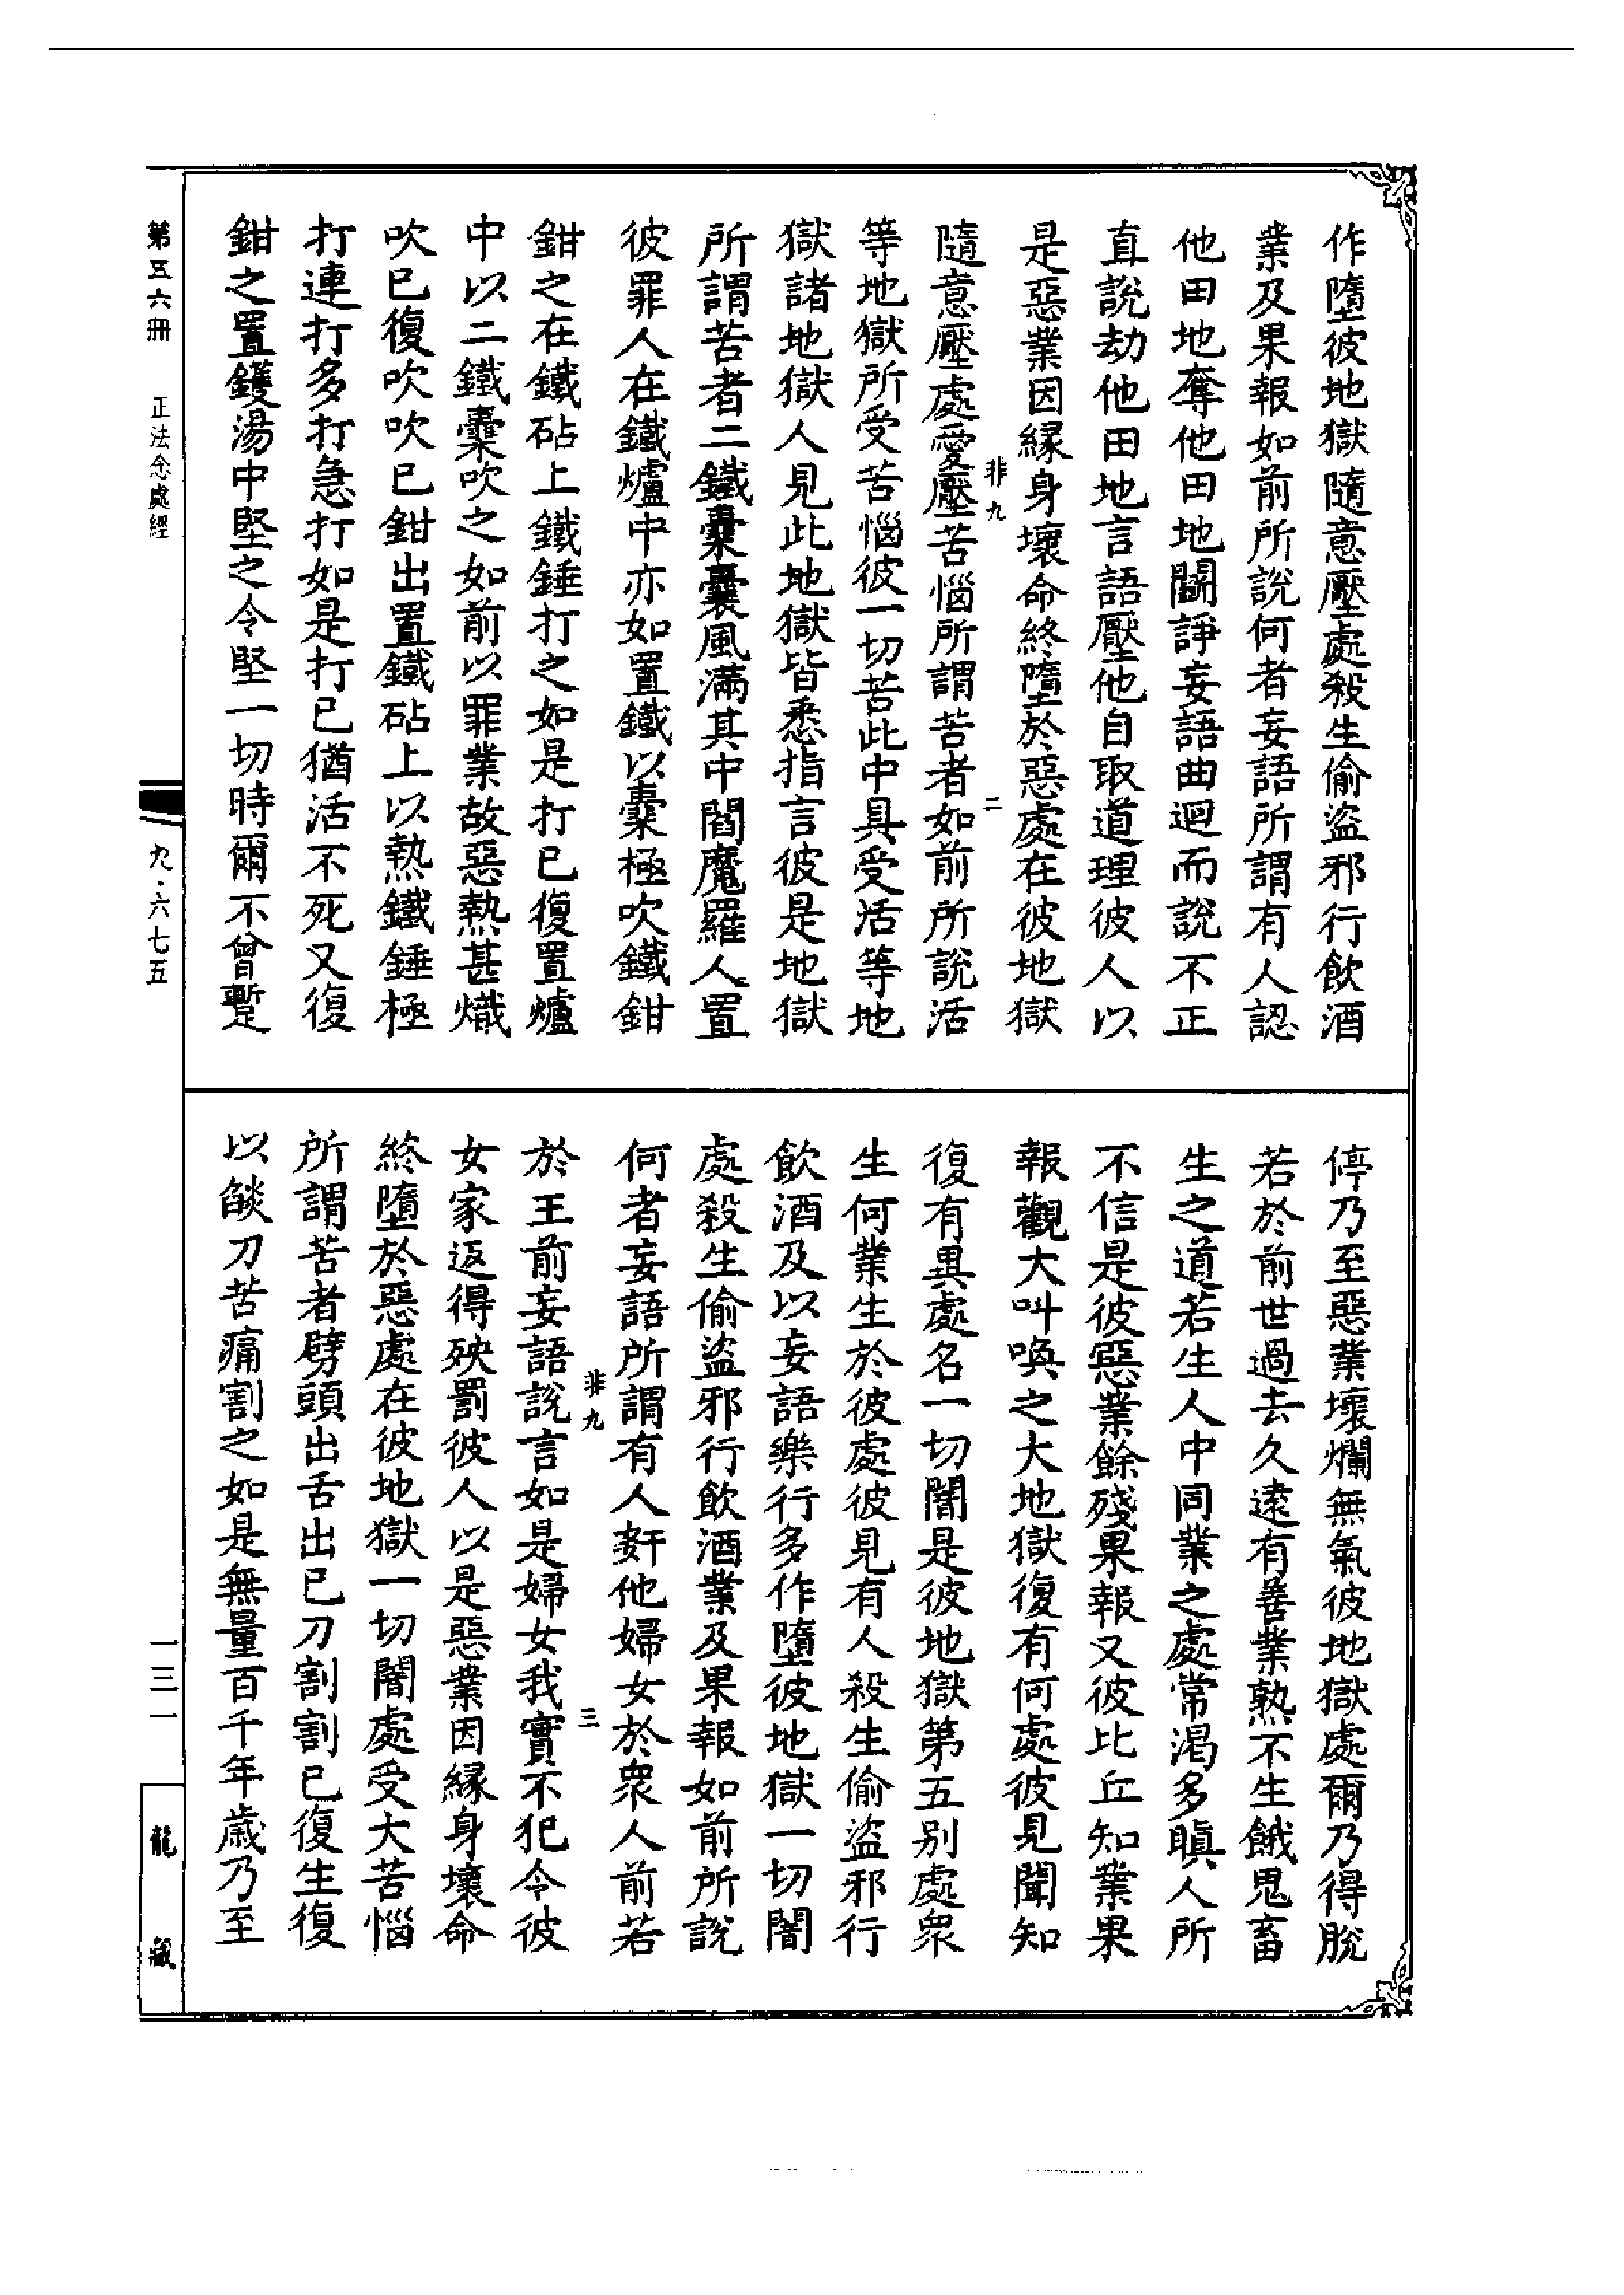 作墮彼地獄隨意壓處殺生偷盜邪行飲酒
業及果報如前所說何者妄語所謂有人認
他田地奪他田地鬭諍妄語曲迴而說不正
直說劫他田地言語壓他自取道理彼人以
是惡業因緣身壞命終墮於惡處在彼地獄
非九　二
隨意壓處愛壓苦惱所謂苦者如前所說活
等地獄所受苦惱彼一切苦此中具受活等地
獄諸地獄人見此地獄皆悉指言彼是地獄
所謂苦者二鐵橐囊風滿其中閻魔羅人置
彼罪人在鐵爐中亦如置鐵以橐極吹鐵鉗
鉗之在鐵砧上鐵錘打之如是打已復置爐
中以二鐵橐吹之如前以罪業故惡熱甚熾
吹已復吹吹已鉗出置鐵砧上以熱鐵錘極
打連打多打急打如是打已猶活不死又復
鉗之置鑊湯中堅之令堅一切時爾不曾蹔
停乃至惡業壞爛無氣彼地獄處爾乃得脫
若於前世過去久遠有善業熟不生餓鬼畜
生之道若生人中同業之處常渴多瞋人所
不信是彼惡業餘殘果報又彼比丘知業果
報觀大叫喚之大地獄復有何處彼見聞知
復有異處名一切闇是彼地獄第五別處眾
生何業生於彼處彼見有人殺生偷盜邪行
飲酒及以妄語樂行多作墮彼地獄一切闇
處殺生偷盜邪行飲酒業及果報如前所說
何者妄語所謂有人姧他婦女於眾人前若
非九　三
於王前妄語說言如是婦女我實不犯令彼
女家返得殃罰彼人以是惡業因緣身壞命
終墮於惡處在彼地獄一切闇處受大苦惱
所謂苦者劈頭出舌出已刀割割已復生復
以燄刀苦痛割之如是無量百千年歲乃至
第五六冊　正法念處經　九·六七五　一三一　龍藏